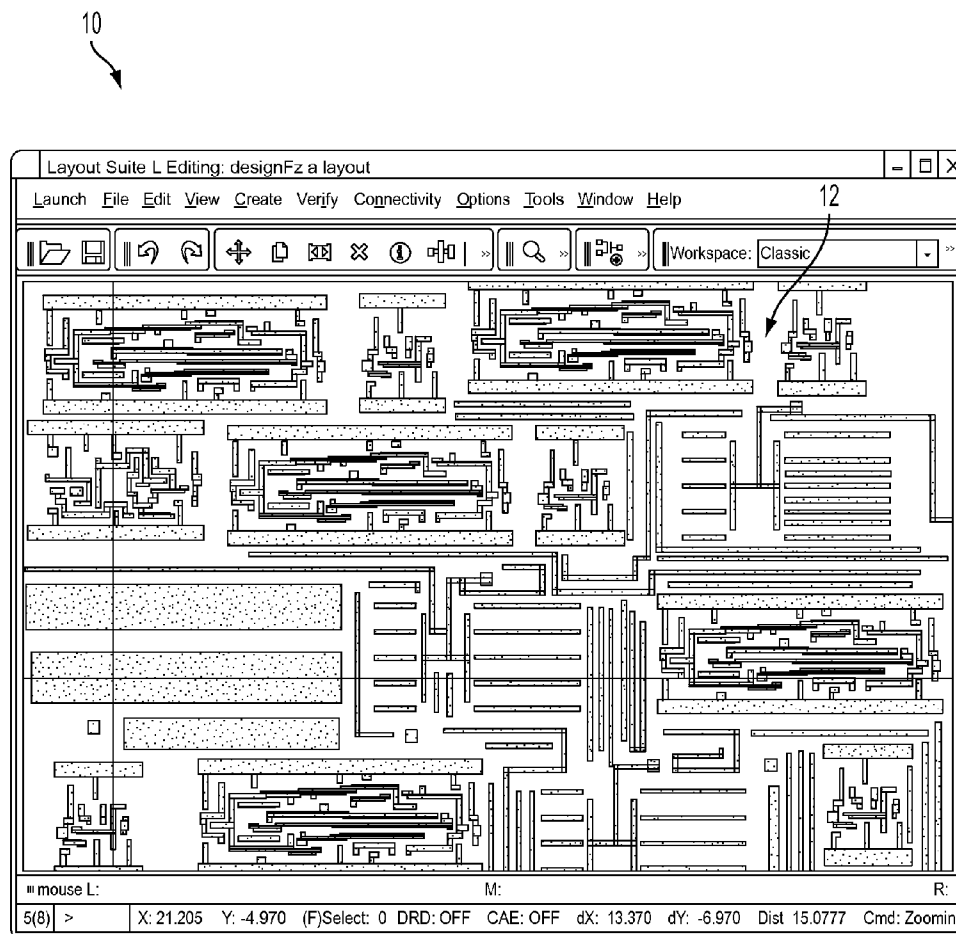 10
Layout Suite L Editing: designFz a layout
Launch File Edit View Create Verify Connectivity Options Tools Window Help
12
Workspace: Classic
mouse L: M: R:
5(8) > X: 21.205 Y: -4.970 (F)Select: 0 DRD: OFF CAE: OFF dX: 13.370 dY: -6.970 Dist 15.0777 Cmd: Zoomin